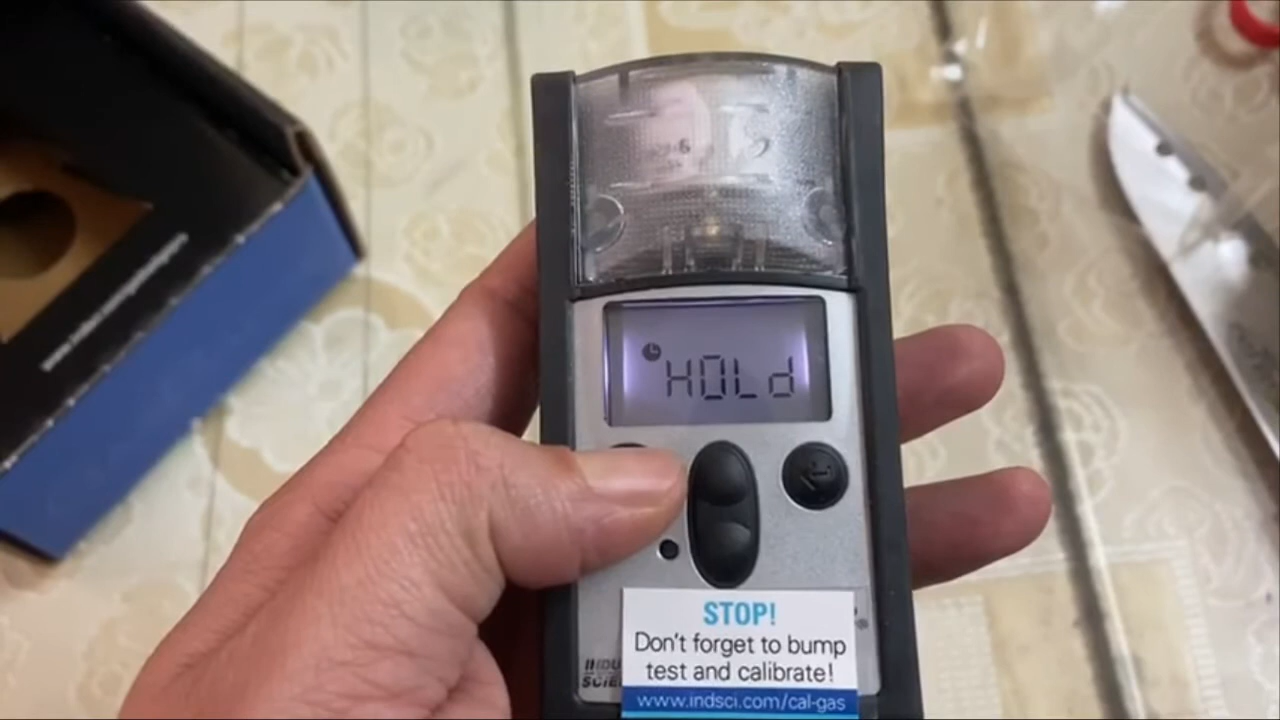 HOLd
STOP!
Don't forget to bump
test and calibrate!
www.indsci.com/cal-gas